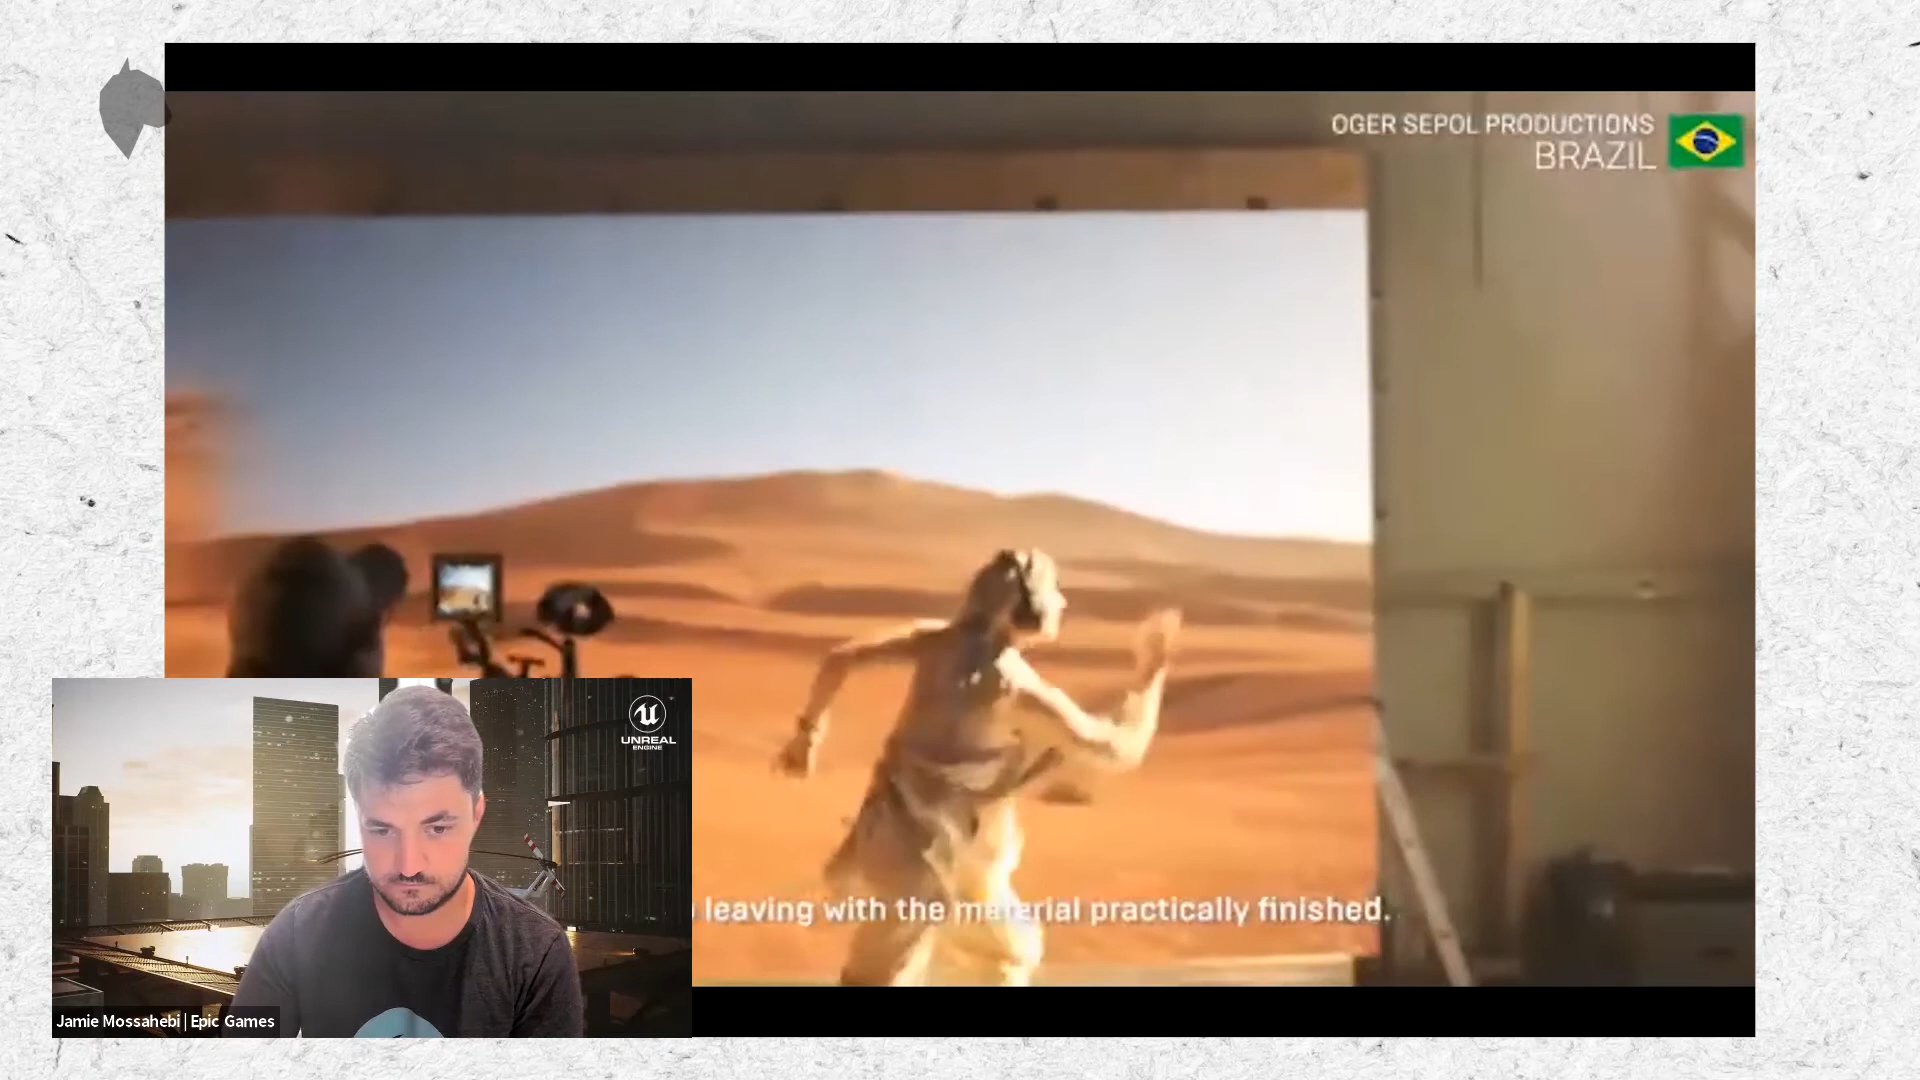 OGER SEPOL PRODUCTIONS
BRAZIL
leaving with the material practically finished.
UNREAL
ENGINE
Jamie Mossahebi | Epic Games